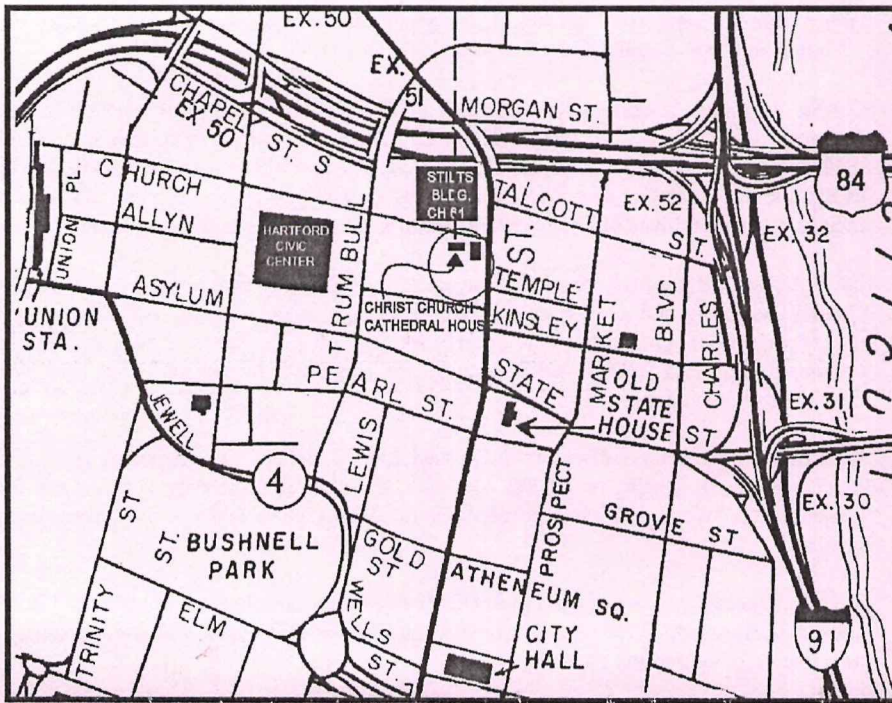 EX.50
EX.
51
MORGAN ST.
CHAPEL ST. S
EX 50
84
CHURCH
STILTS
BLDG.
CH 61
TALCOTT ST
EX. 52
UNION PL.
ALLYN
HARTFORD
CIVIC
CENTER
TRUMBULL
ST
EX. 32
ASYLUM
TEMPLE
CHRIST CHURCH
CATHEDRAL HOUSE
KINSLEY
MARKET
BLVD
CHARLES
UNION
STA.
PEARL ST.
STATE
OLD
STATE
HOUSE
ST
EX. 31
JEWELL
ST.
LEWIS
4
PROSPECT
GROVE ST
EX. 30
ST
BUSHNELL
PARK
GOLD
ST
ATHENEUM SQ.
ELM
WELLS
ST.
CITY
HALL
TRINITY
91